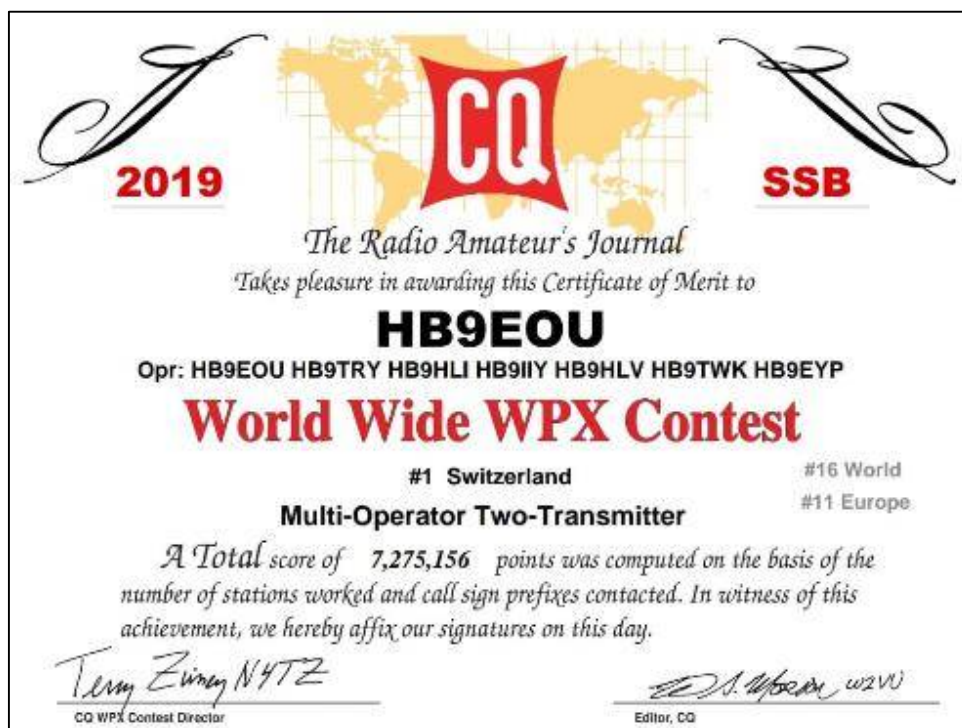 CQ
2019
SSB
The Radio Amateur's Journal
Takes pleasure in awarding this Certificate of Merit to
HB9EOU
Opr: HB9EOU HB9TRY HB9HLI HB9IIY HB9HLV HB9TWK HB9EYP
World Wide WPX Contest
#1 Switzerland
#16 World
#11 Europe
Multi-Operator Two-Transmitter
A Total score of 7,275,156 points was computed on the basis of the
number of stations worked and call sign prefixes contacted. In witness of this
achievement, we hereby affix our signatures on this day.
Terry Zivney N4TZ
W2VU
CQ WPX Contest Director
Editor, CQ